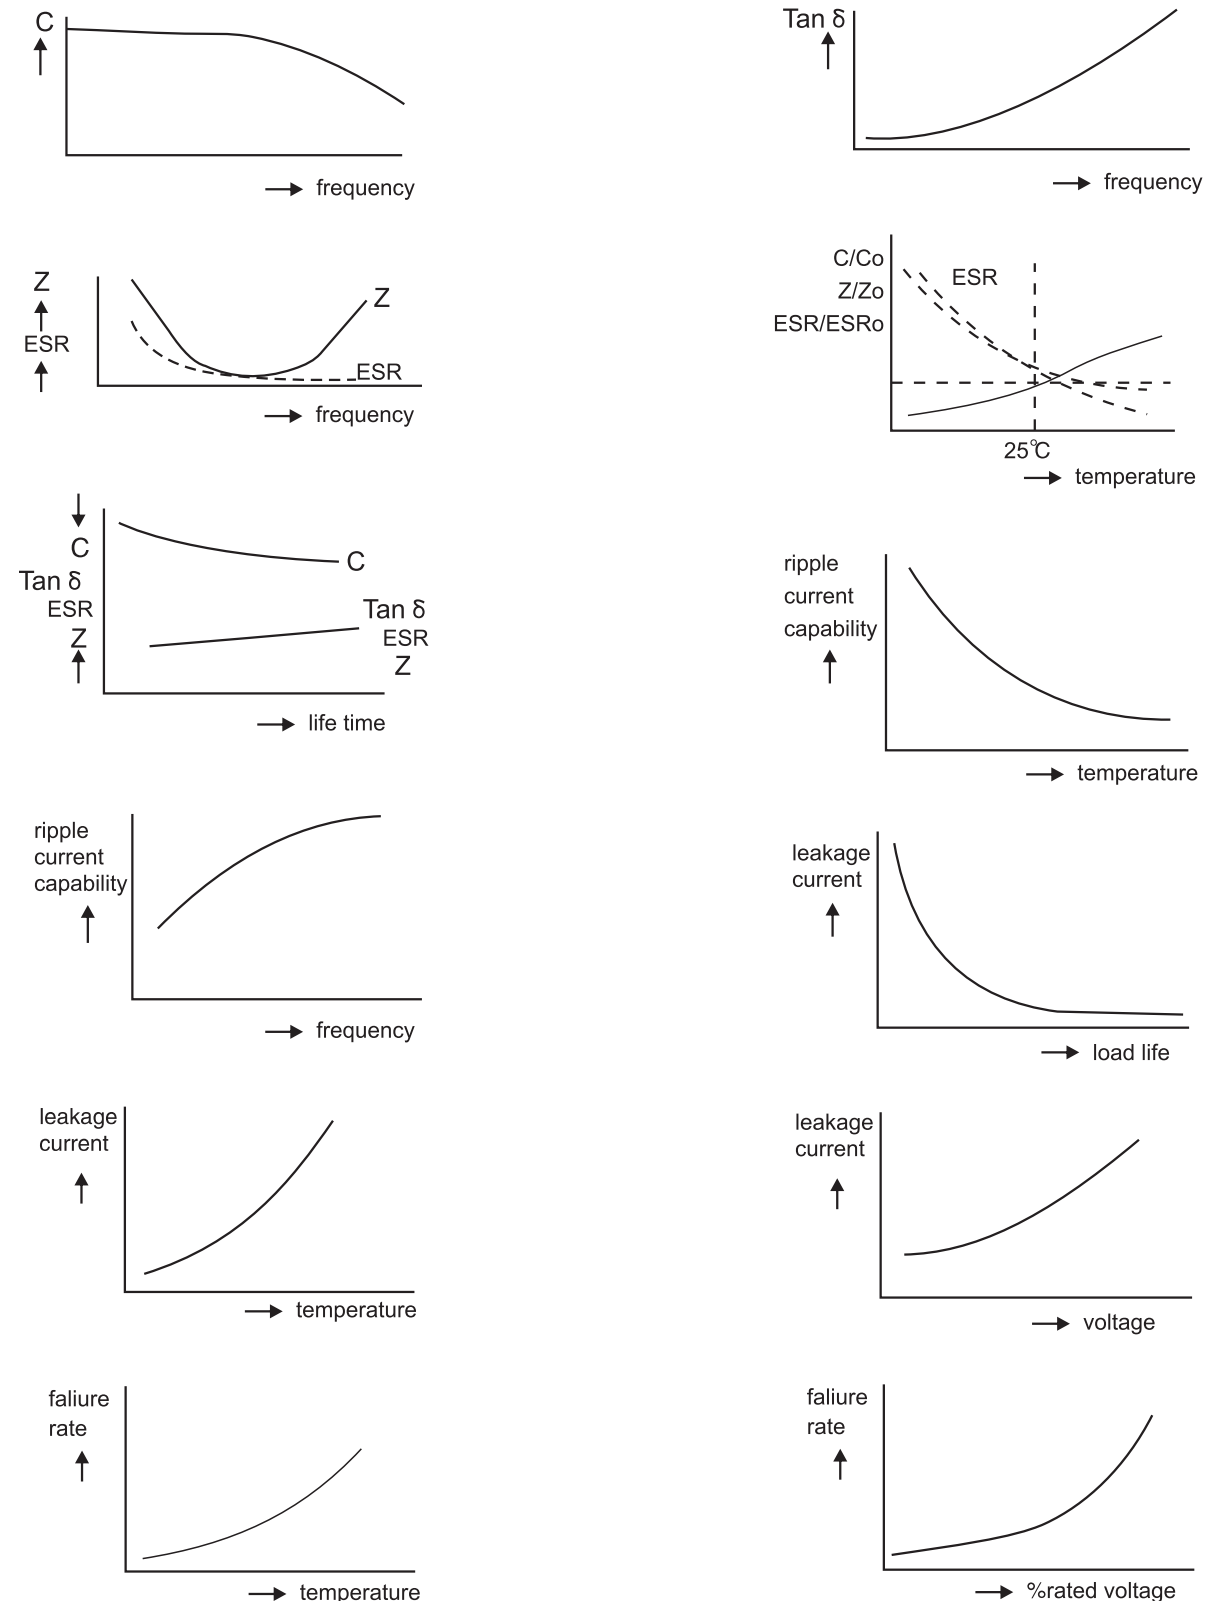 C
frequency
Tan δ
frequency
Z
ESR
Z
ESR
frequency
C/Co
Z/Zo
ESR/ESRo
ESR
25°C
temperature
C
Tan δ
ESR
Z
C
Tan δ
ESR
Z
life time
ripple
current
capability
temperature
ripple
current
capability
frequency
leakage
current
load life
leakage
current
temperature
leakage
current
voltage
faliure
rate
temperature
faliure
rate
%rated voltage